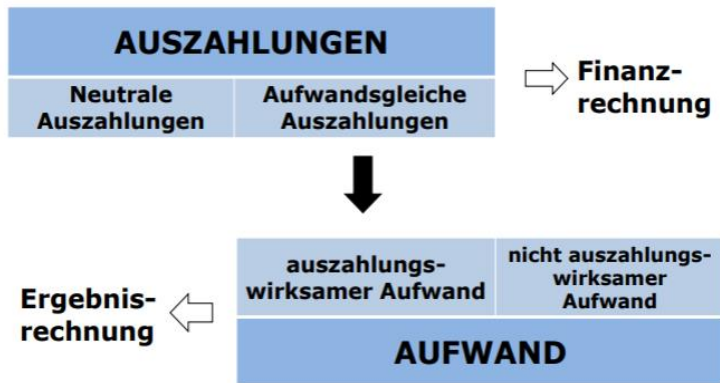 AUSZAHLUNGEN
Neutrale
Auszahlungen
Aufwandsgleiche
Auszahlungen
Finanz-
rechnung
Ergebnis-
rechnung
auszahlungs-
wirksamer Aufwand
nicht auszahlungs-
wirksamer
Aufwand
AUFWAND